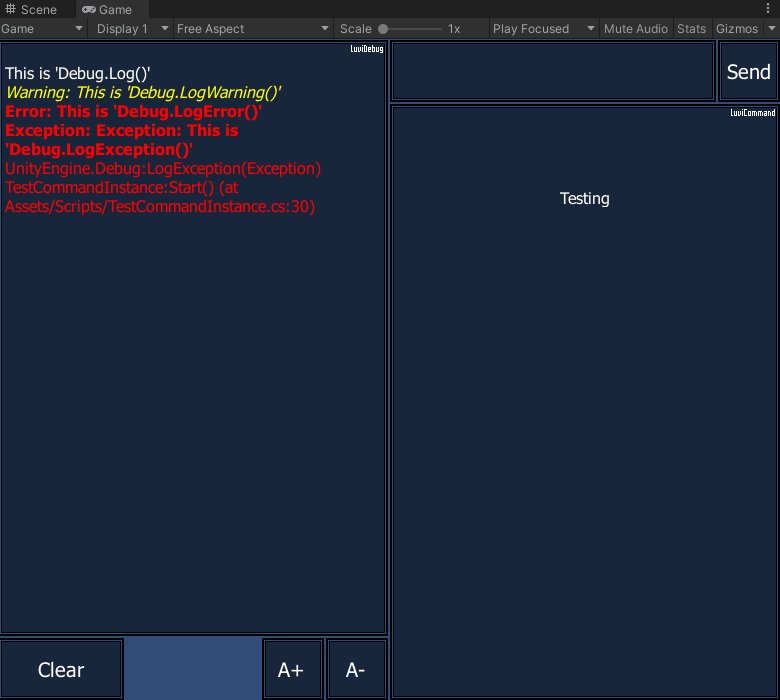 Scene Game
Game Display 1 Free Aspect Scale 1x Play Focused Mute Audio Stats Gizmos
LuviDebug
This is 'Debug.Log()'
Warning: This is 'Debug.LogWarning()'
Error: This is 'Debug.LogError()'
Exception: Exception: This is
'Debug.LogException()'
UnityEngine.Debug:LogException(Exception)
TestCommandInstance:Start() (at
Assets/Scripts/TestCommandInstance.cs:30)
Clear
A+
A-
Send
LuviCommand
Testing